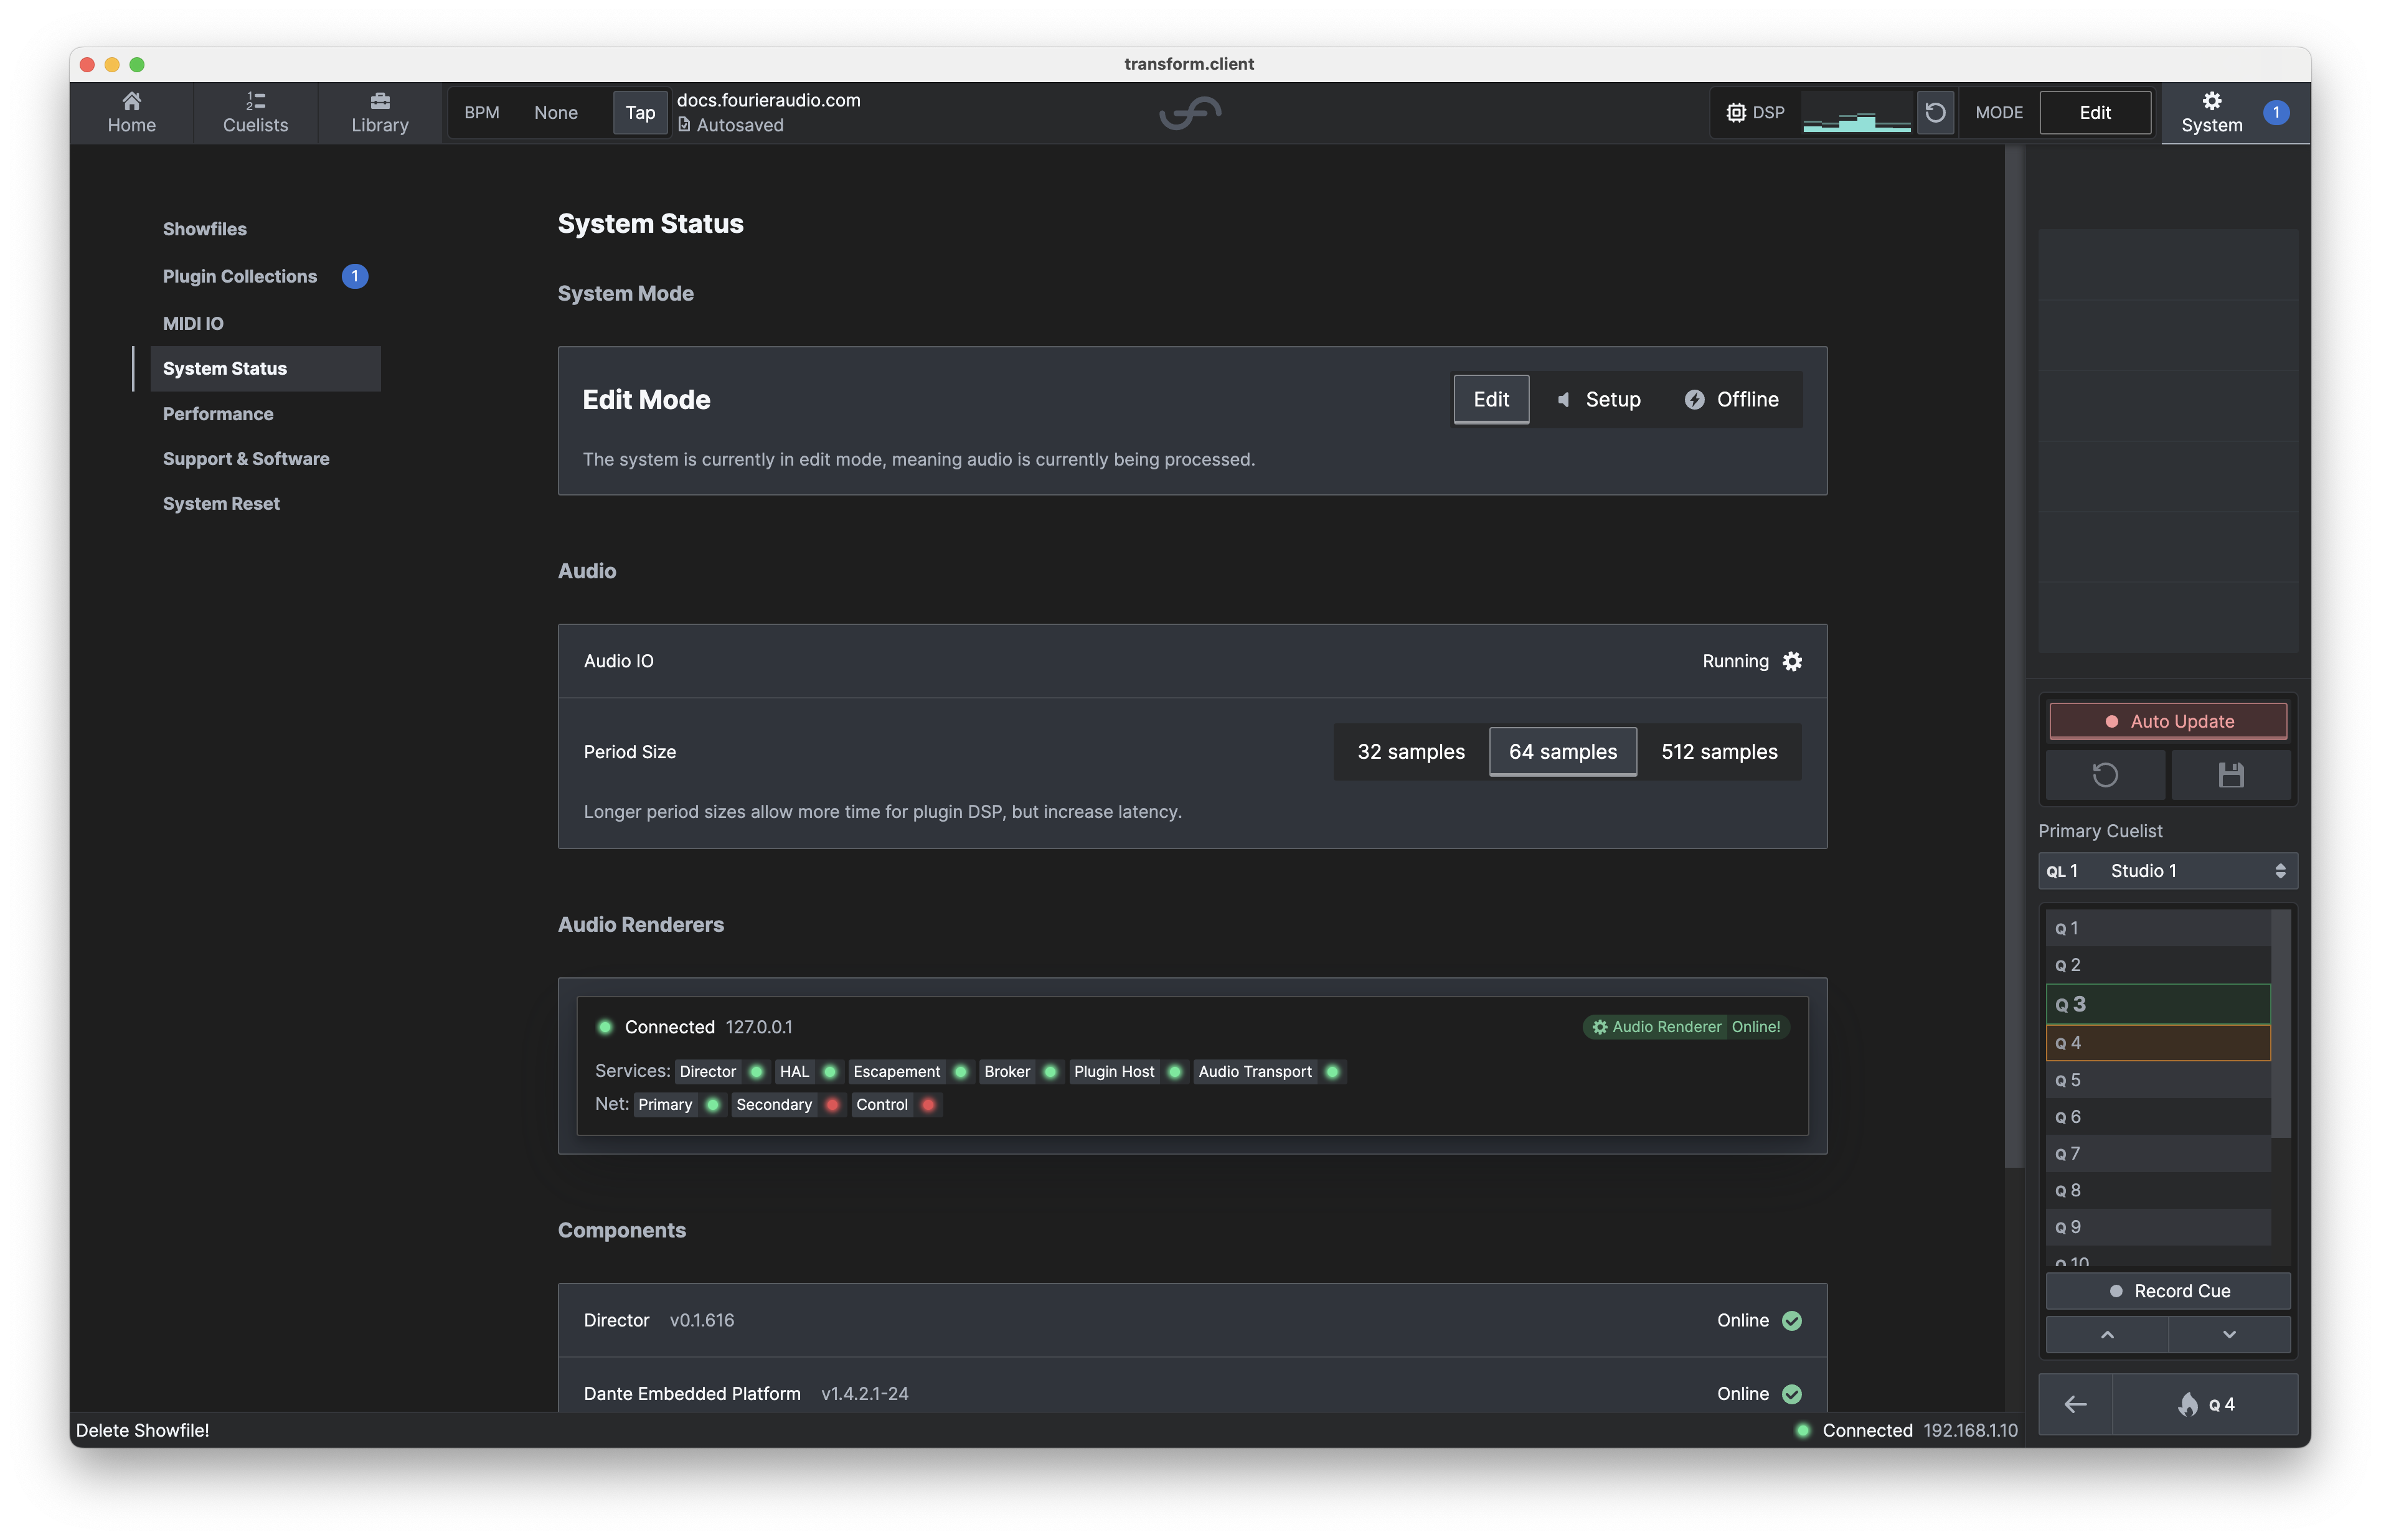 transform.client
Home
Cuelists
Library
BPM None Tap
docs.fourieraudio.com
Autosaved
DSP
MODE Edit
System 1
Showfiles
Plugin Collections 1
MIDI IO
System Status
Performance
Support & Software
System Reset
System Status
System Mode
Edit Mode
Edit Setup Offline
The system is currently in edit mode, meaning audio is currently being processed.
Audio
Audio IO Running
Period Size 32 samples 64 samples 512 samples
Longer period sizes allow more time for plugin DSP, but increase latency.
Audio Renderers
Connected 127.0.0.1 Audio Renderer Online!
Services: Director HAL Escapement Broker Plugin Host Audio Transport
Net: Primary Secondary Control
Components
Director v0.1.616 Online
Dante Embedded Platform v1.4.2.1-24 Online
Auto Update
Primary Cuelist
QL 1 Studio 1
Q 1
Q 2
Q 3
Q 4
Q 5
Q 6
Q 7
Q 8
Q 9
Q 10
Record Cue
Q 4
Delete Showfile!
Connected 192.168.1.10